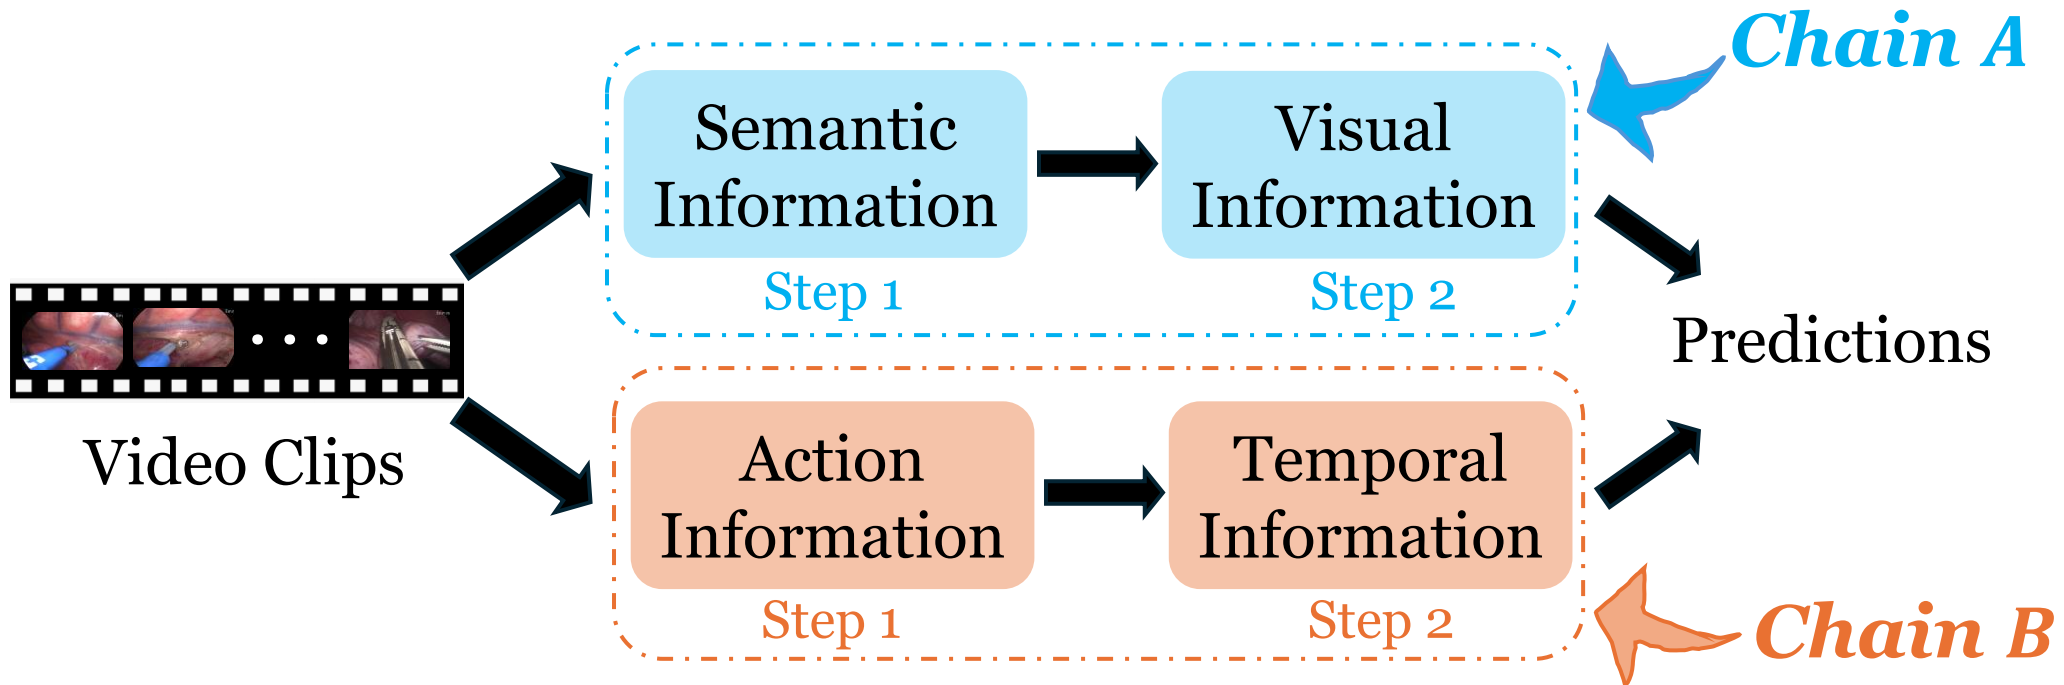 Chain A
Semantic
Information
Visual
Information
Step 1
Step 2
Video Clips
Predictions
Action
Information
Temporal
Information
Step 1
Step 2
Chain B